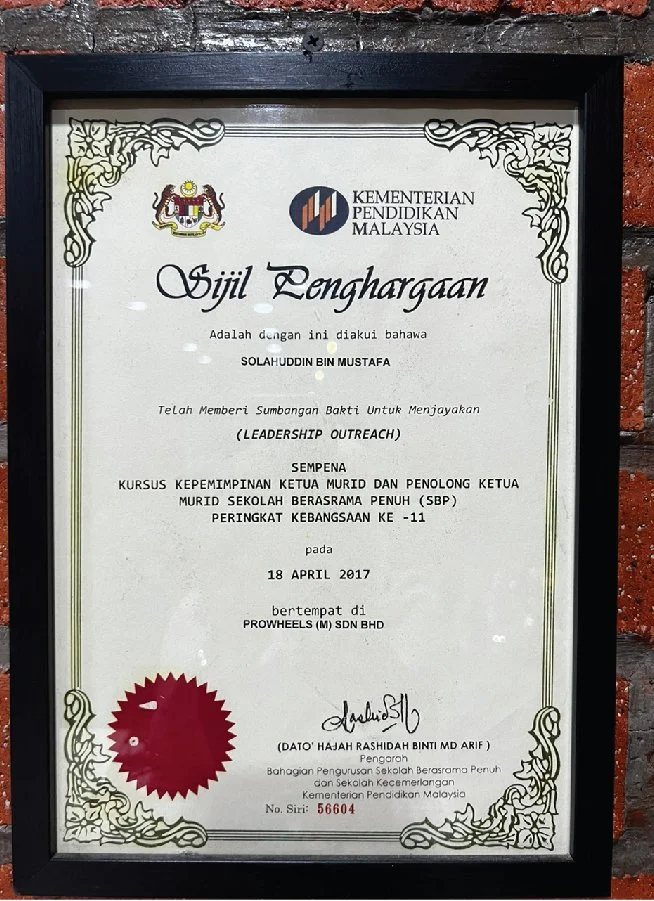 KEMENTERIAN
PENDIDIKAN
MALAYSIA
Sijil Penghargaan
Adalah dengan ini diakui bahawa
SOLAHUDDIN BIN MUSTAFA
Telah Memberi Sumbangan Bakti Untuk Menjayakan
(LEADERSHIP OUTREACH)
SEMPENA
KURSUS KEPEMIMPINAN KETUA MURID DAN PENOLONG KETUA
MURID SEKOLAH BERASRAMA PENUH (SBP)
PERINGKAT KEBANGSAAN KE -11
pada
18 APRIL 2017
bertempat di
PROWHEELS (M) SDN BHD
(DATO' HAJAH RASHIDAH BINTI MD ARIF )
Pengarah
Bahagian Pengurusan Sekolah Berasrama Penuh
dan Sekolah Kecemerlangan
Kementerian Pendidikan Malaysia
No. Siri: 56604